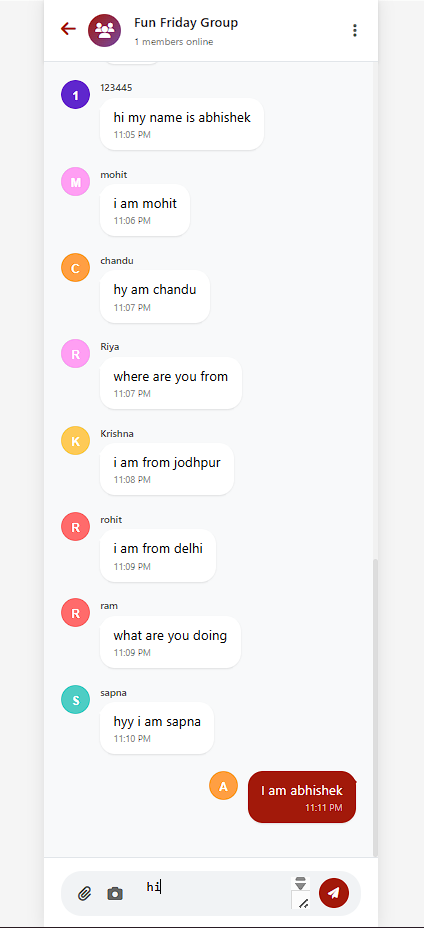 Fun Friday Group
1 members online
123445
1
hi my name is abhishek
11:05 PM
mohit
M
i am mohit
11:06 PM
chandu
C
hy am chandu
11:07 PM
Riya
R
where are you from
11:07 PM
Krishna
K
i am from jodhpur
11:08 PM
rohit
R
i am from delhi
11:09 PM
ram
R
what are you doing
11:09 PM
sapna
S
hyy i am sapna
11:10 PM
A
I am abhishek
11:11 PM
hi